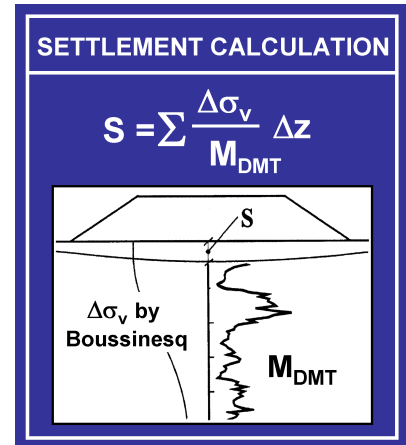 SETTLEMENT CALCULATION
S = Σ Δσv / MDMT Δz
S
Δσv by
Boussinesq
MDMT